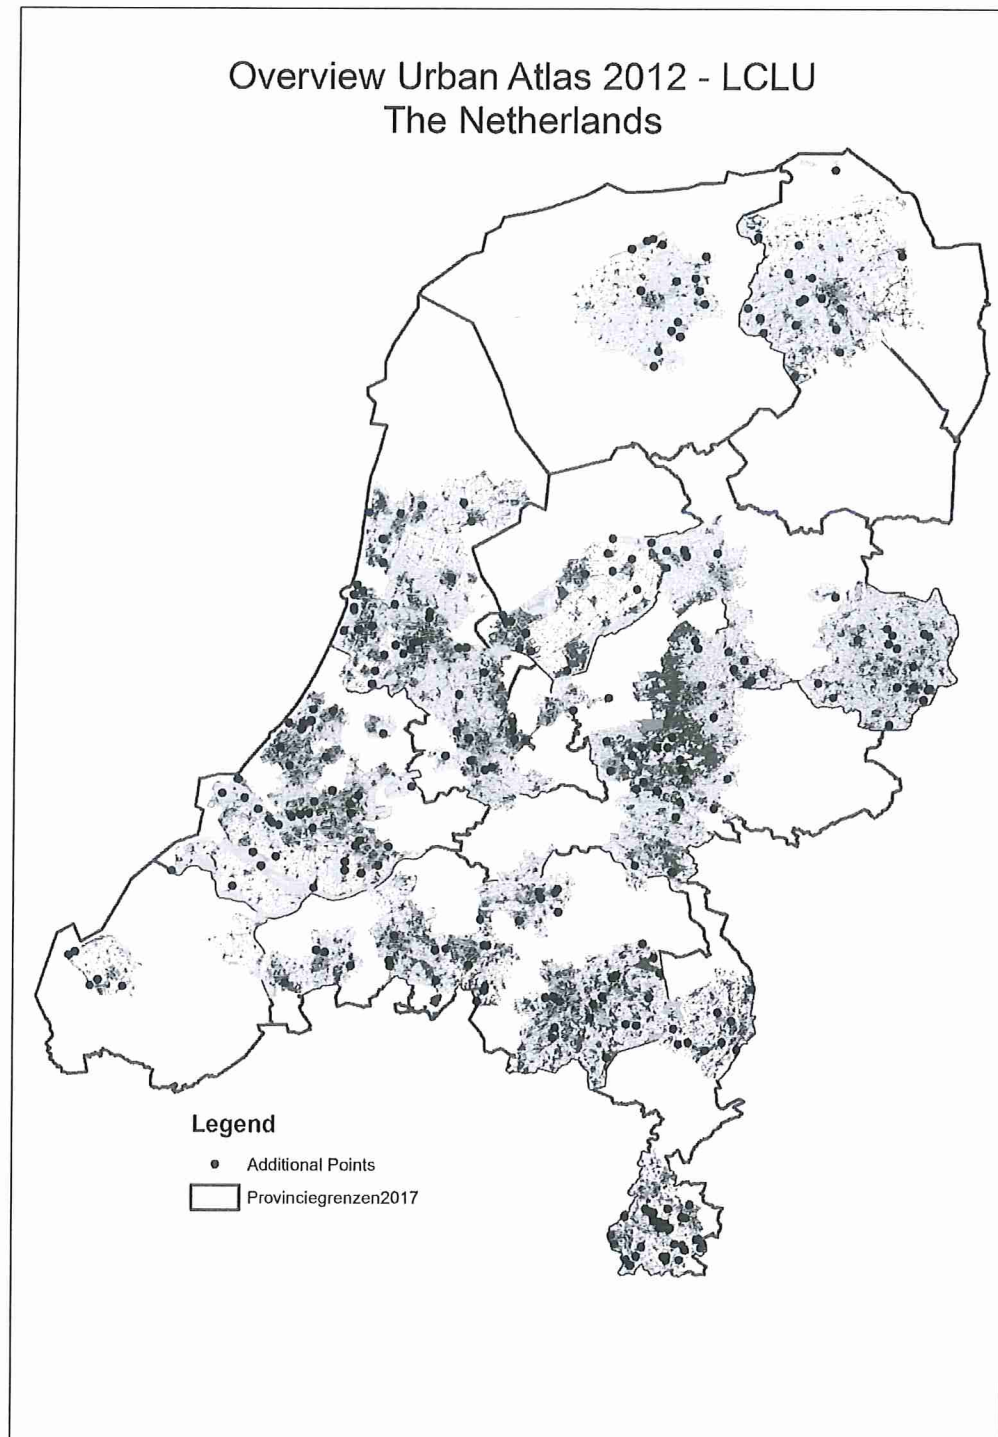 Overview Urban Atlas 2012 - LCLU
The Netherlands
Legend
Additional Points
Provinciegrenzen2017